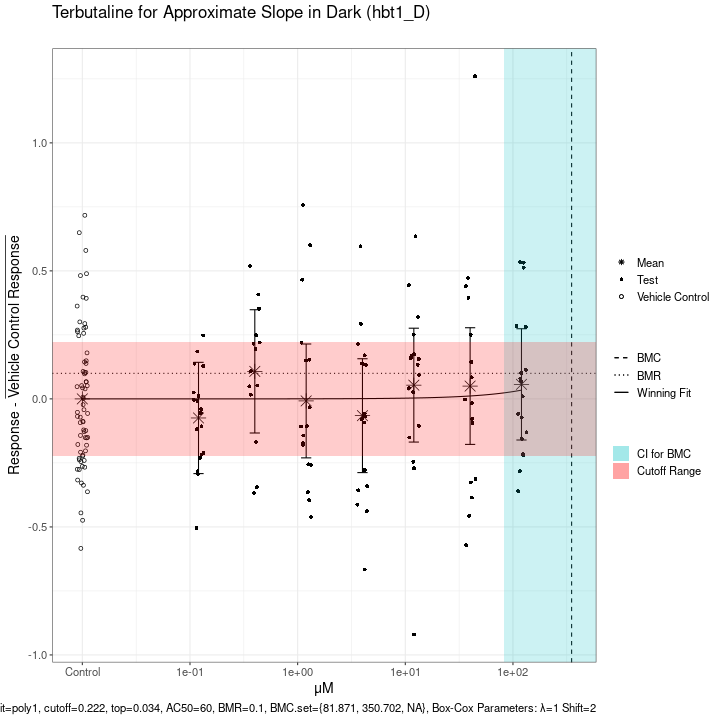 Terbutaline for Approximate Slope in Dark (hbt1_D)
Response - Vehicle Control Response
1.0
0.5
0.0
-0.5
-1.0
Control
1e-01
1e+00
1e+01
1e+02
µM
Mean
Test
Vehicle Control
BMC
BMR
Winning Fit
CI for BMC
Cutoff Range
it=poly1, cutoff=0.222, top=0.034, AC50=60, BMR=0.1, BMC.set={81.871, 350.702, NA}, Box-Cox Parameters: λ=1 Shift=2